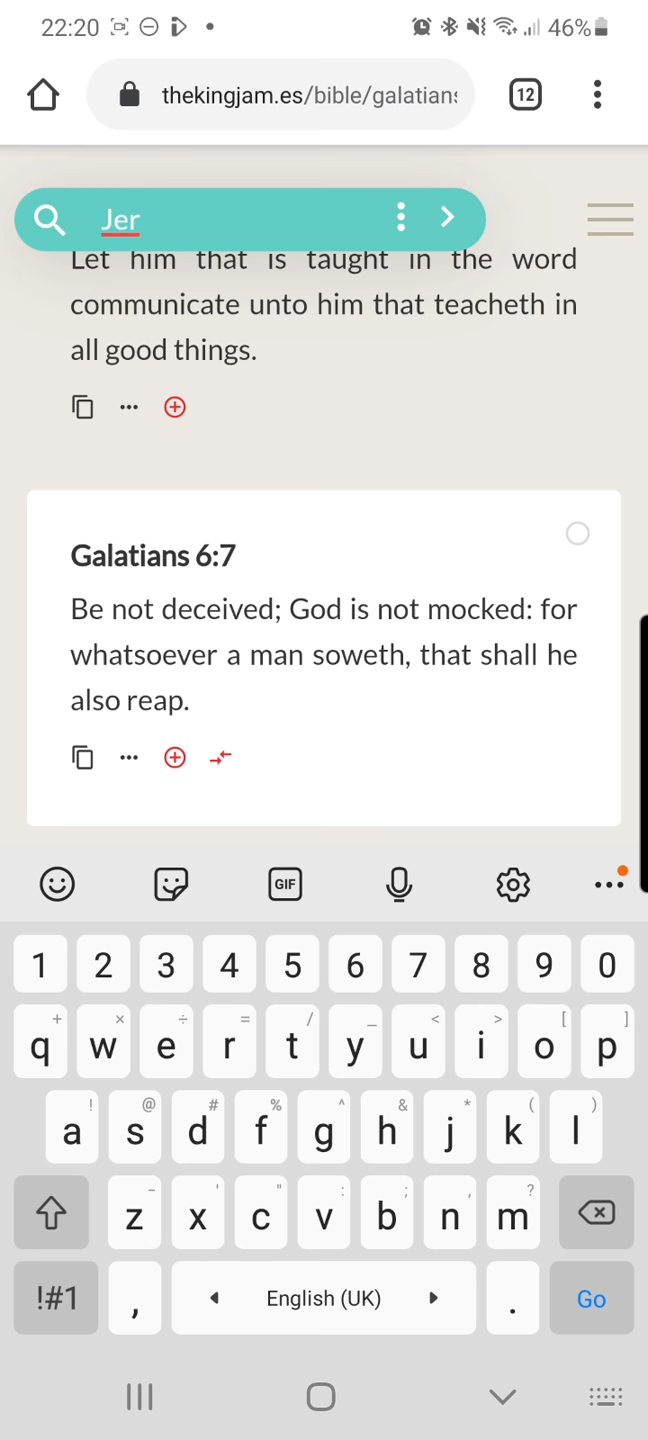 22:20
46%
thekingjam.es/bible/galatians
12
Jer
Let him that is taught in the word
communicate unto him that teacheth in
all good things.
Galatians 6:7
Be not deceived; God is not mocked: for
whatsoever a man soweth, that shall he
also reap.
GIF
1 2 3 4 5 6 7 8 9 0
+ × ÷ = / _ < > [ ]
q w e r t y u i o p
! @ # % ^ & * ( )
a s d f g h j k l
- ' " : ; , ?
z x c v b n m
!#1 , English (UK) . Go